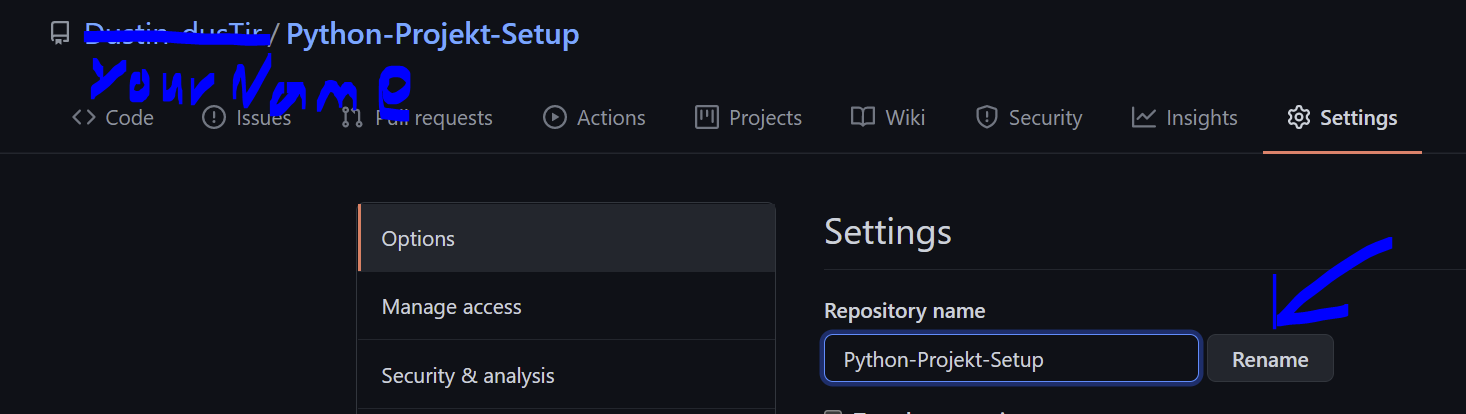 Dustin-dusTir / Python-Projekt-Setup
Your Name
Code Issues Pull requests Actions Projects Wiki Security Insights Settings
Options
Manage access
Security & analysis
Settings
Repository name
Python-Projekt-Setup Rename